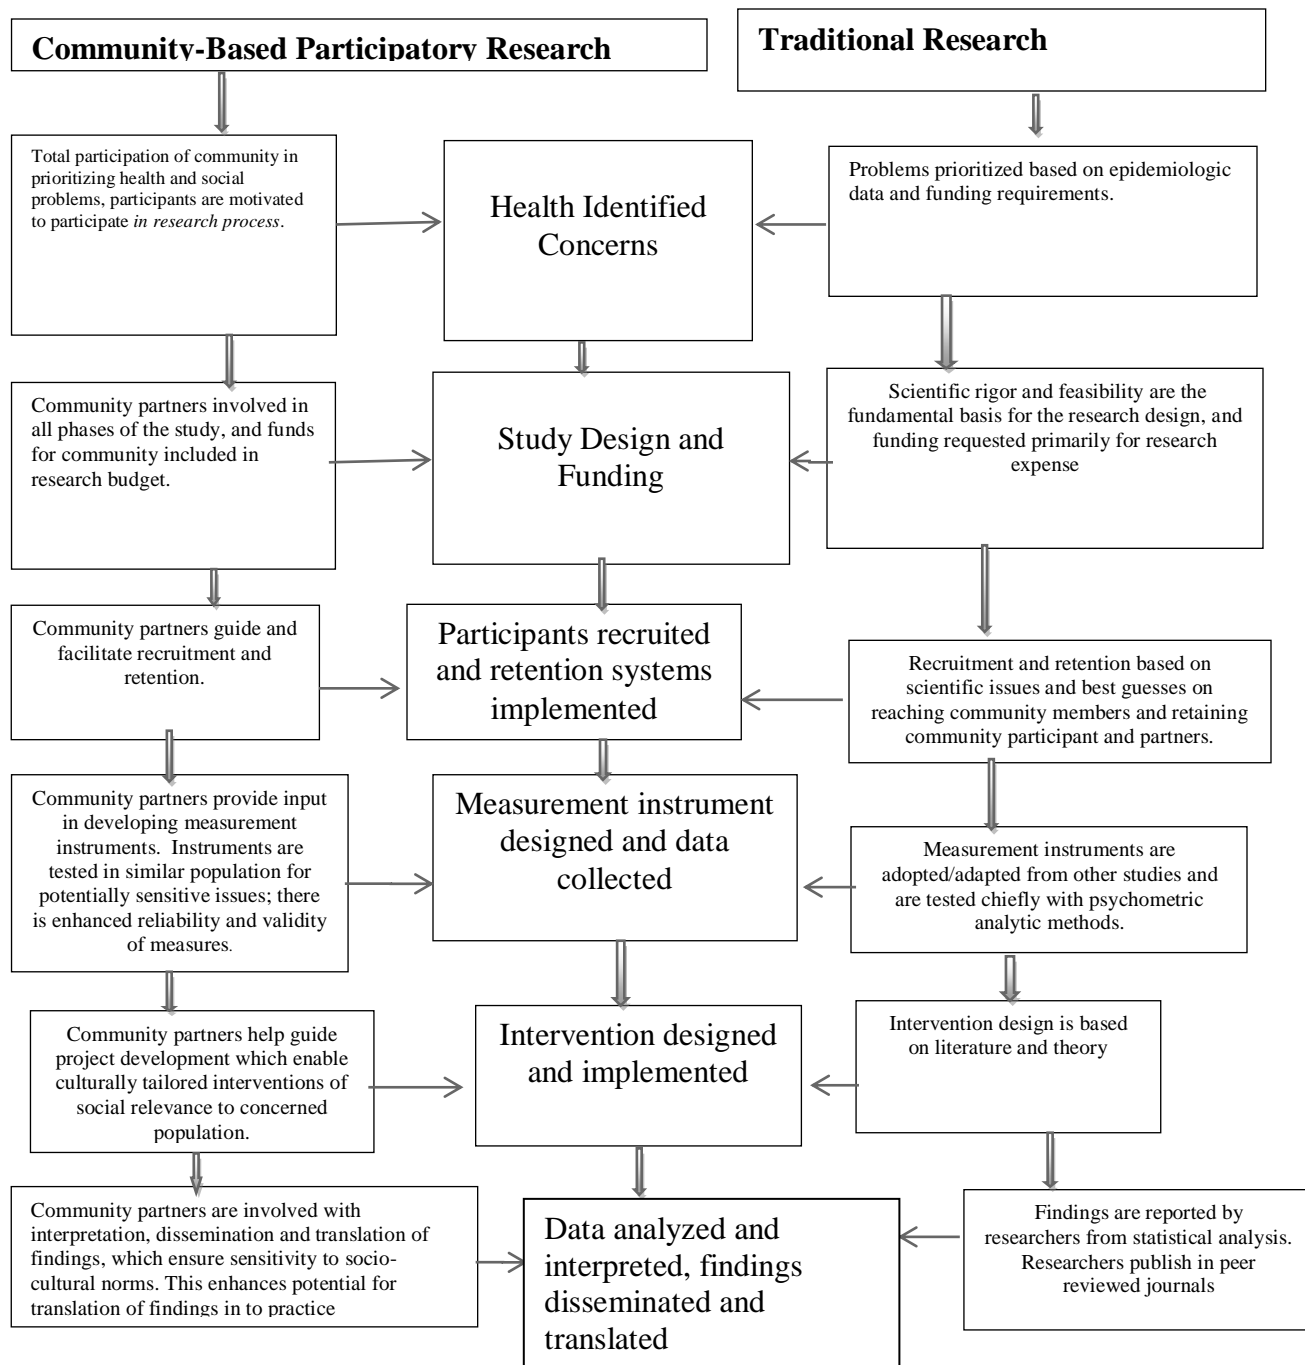 Community-Based Participatory Research
Traditional Research
Total participation of community in
prioritizing health and social
problems, participants are motivated
to participate in research process.
Health Identified
Concerns
Problems prioritized based on epidemiologic
data and funding requirements.
Community partners involved in
all phases of the study, and funds
for community included in
research budget.
Study Design and
Funding
Scientific rigor and feasibility are the
fundamental basis for the research design, and
funding requested primarily for research
expense
Community partners guide and
facilitate recruitment and
retention.
Participants recruited
and retention systems
implemented
Recruitment and retention based on
scientific issues and best guesses on
reaching community members and retaining
community participant and partners.
Community partners provide input
in developing measurement
instruments. Instruments are
tested in similar population for
potentially sensitive issues; there
is enhanced reliability and validity
of measures.
Measurement instrument
designed and data
collected
Measurement instruments are
adopted/adapted from other studies and
are tested chiefly with psychometric
analytic methods.
Community partners help guide
project development which enable
culturally tailored interventions of
social relevance to concerned
population.
Intervention designed
and implemented
Intervention design is based
on literature and theory
Community partners are involved with
interpretation, dissemination and translation of
findings, which ensure sensitivity to socio-
cultural norms. This enhances potential for
translation of findings in to practice
Data analyzed and
interpreted, findings
disseminated and
translated
Findings are reported by
researchers from statistical analysis.
Researchers publish in peer
reviewed journals